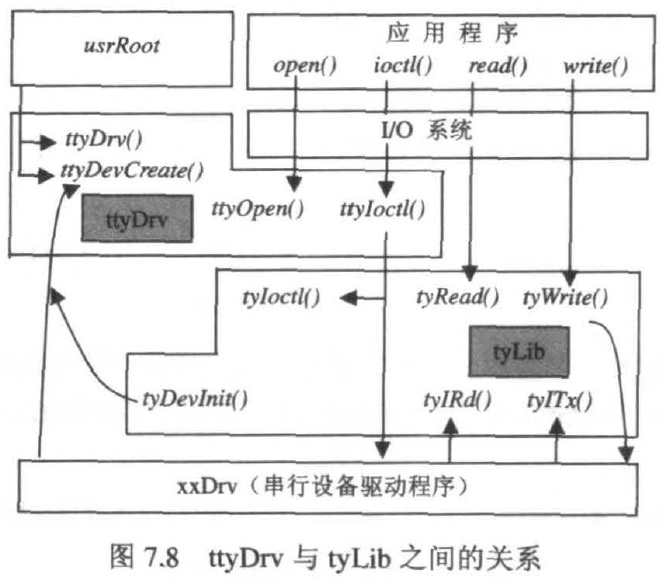 usrRoot
应 用 程 序
open() ioctl() read() write()
I/O 系统
ttyDrv()
ttyDevCreate()
ttyDrv
ttyOpen() ttyIoctl()
tyIoctl() tyRead() tyWrite()
tyLib
tyDevInit() tyIRd() tyITx()
xxDrv（串行设备驱动程序）
图 7.8 ttyDrv 与 tyLib 之间的关系